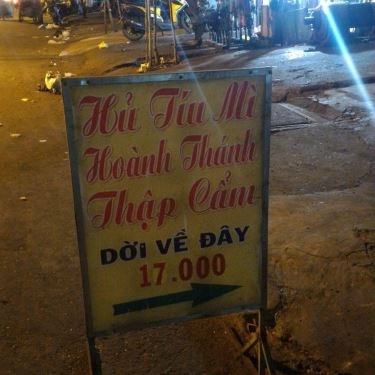 Hủ Tíu Mì
Hoành Thánh
Thập Cẩm
DỜI VỀ ĐÂY
17.000